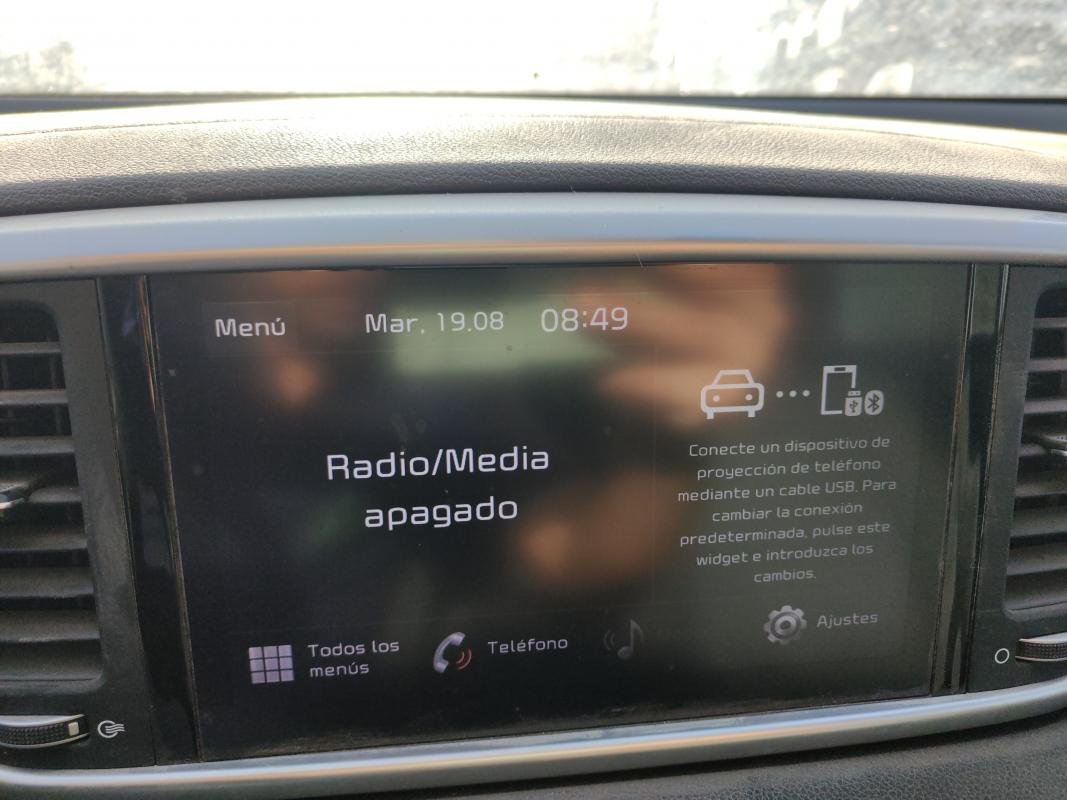 Menú
Mar, 19.08
08:49
Radio/Media
apagado
Conecte un dispositivo de
proyección de teléfono
mediante un cable USB. Para
cambiar la conexión
predeterminada, pulse este
widget e introduzca los
cambios.
Todos los
menús
Teléfono
Ajustes